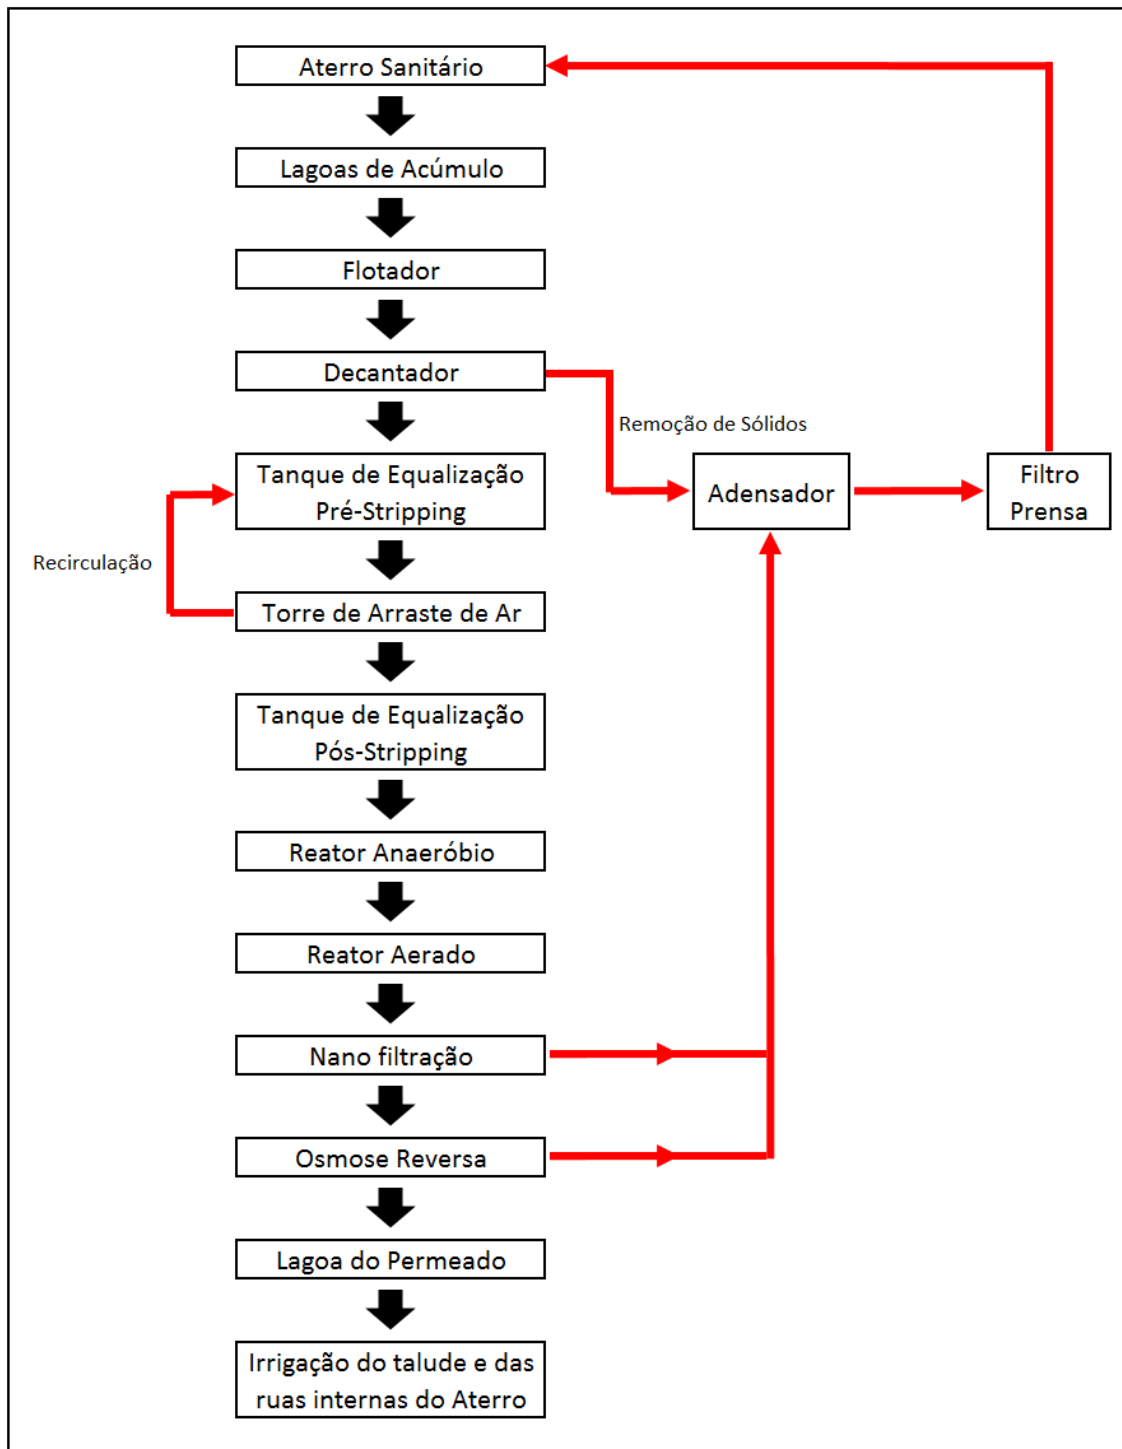 Aterro Sanitário
Lagoas de Acúmulo
Flotador
Decantador
Remoção de Sólidos
Tanque de Equalização
Pré-Stripping
Adensador
Filtro
Prensa
Recirculação
Torre de Arraste de Ar
Tanque de Equalização
Pós-Stripping
Reator Anaeróbio
Reator Aerado
Nano filtração
Osmose Reversa
Lagoa do Permeado
Irrigação do talude e das
ruas internas do Aterro